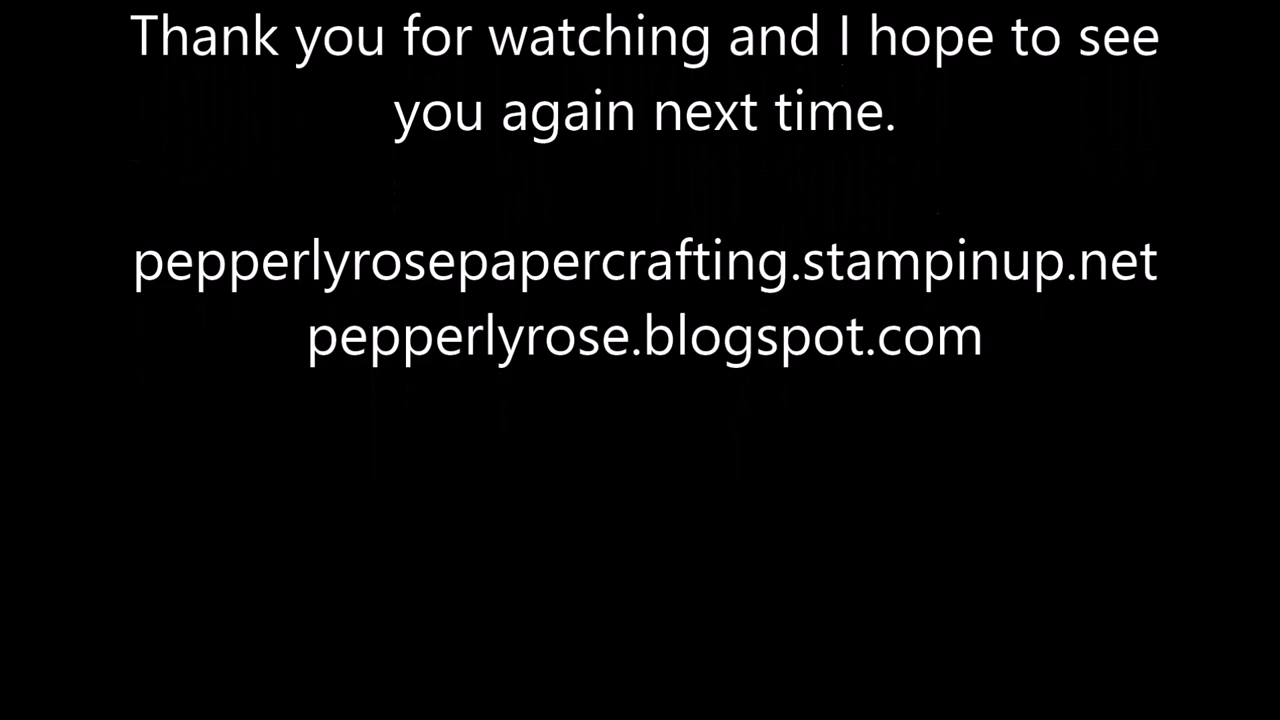 Thank you for watching and I hope to see
you again next time.
pepperlyrosepapercrafting.stampinup.net
pepperlyrose.blogspot.com